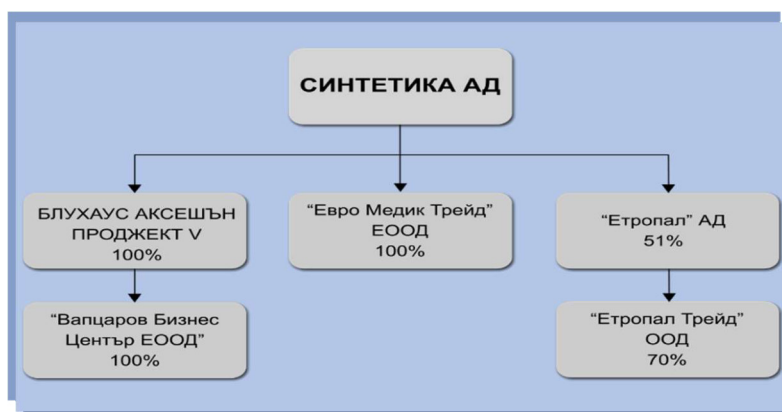 СИНТЕТИКА АД
БЛУХАУС АКСЕШЪН
ПРОДЖЕКТ V
100%
“Евро Медик Трейд”
ЕООД
100%
“Етропал” АД
51%
“Вапцаров Бизнес
Център ЕООД”
100%
“Етропал Трейд”
ООД
70%